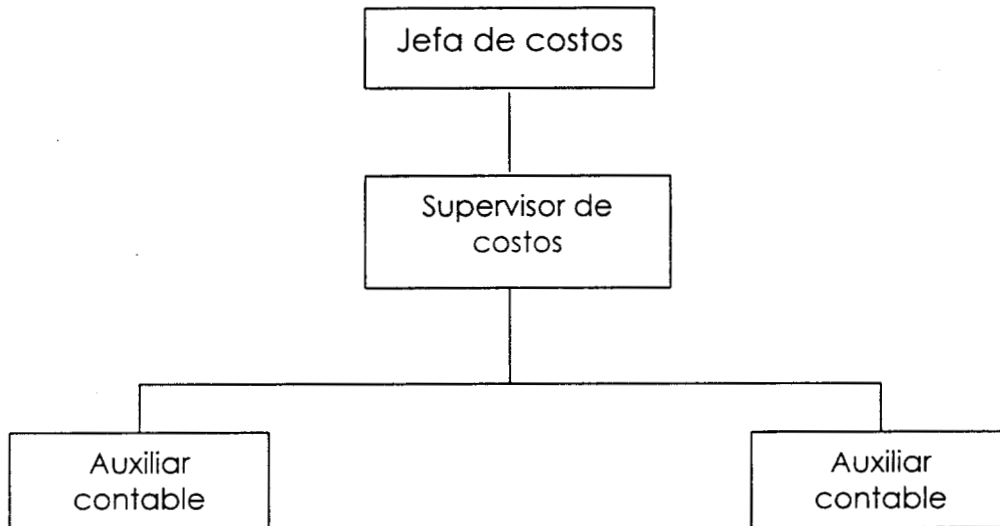 Jefa de costos
Supervisor de
costos
Auxiliar
contable
Auxiliar
contable